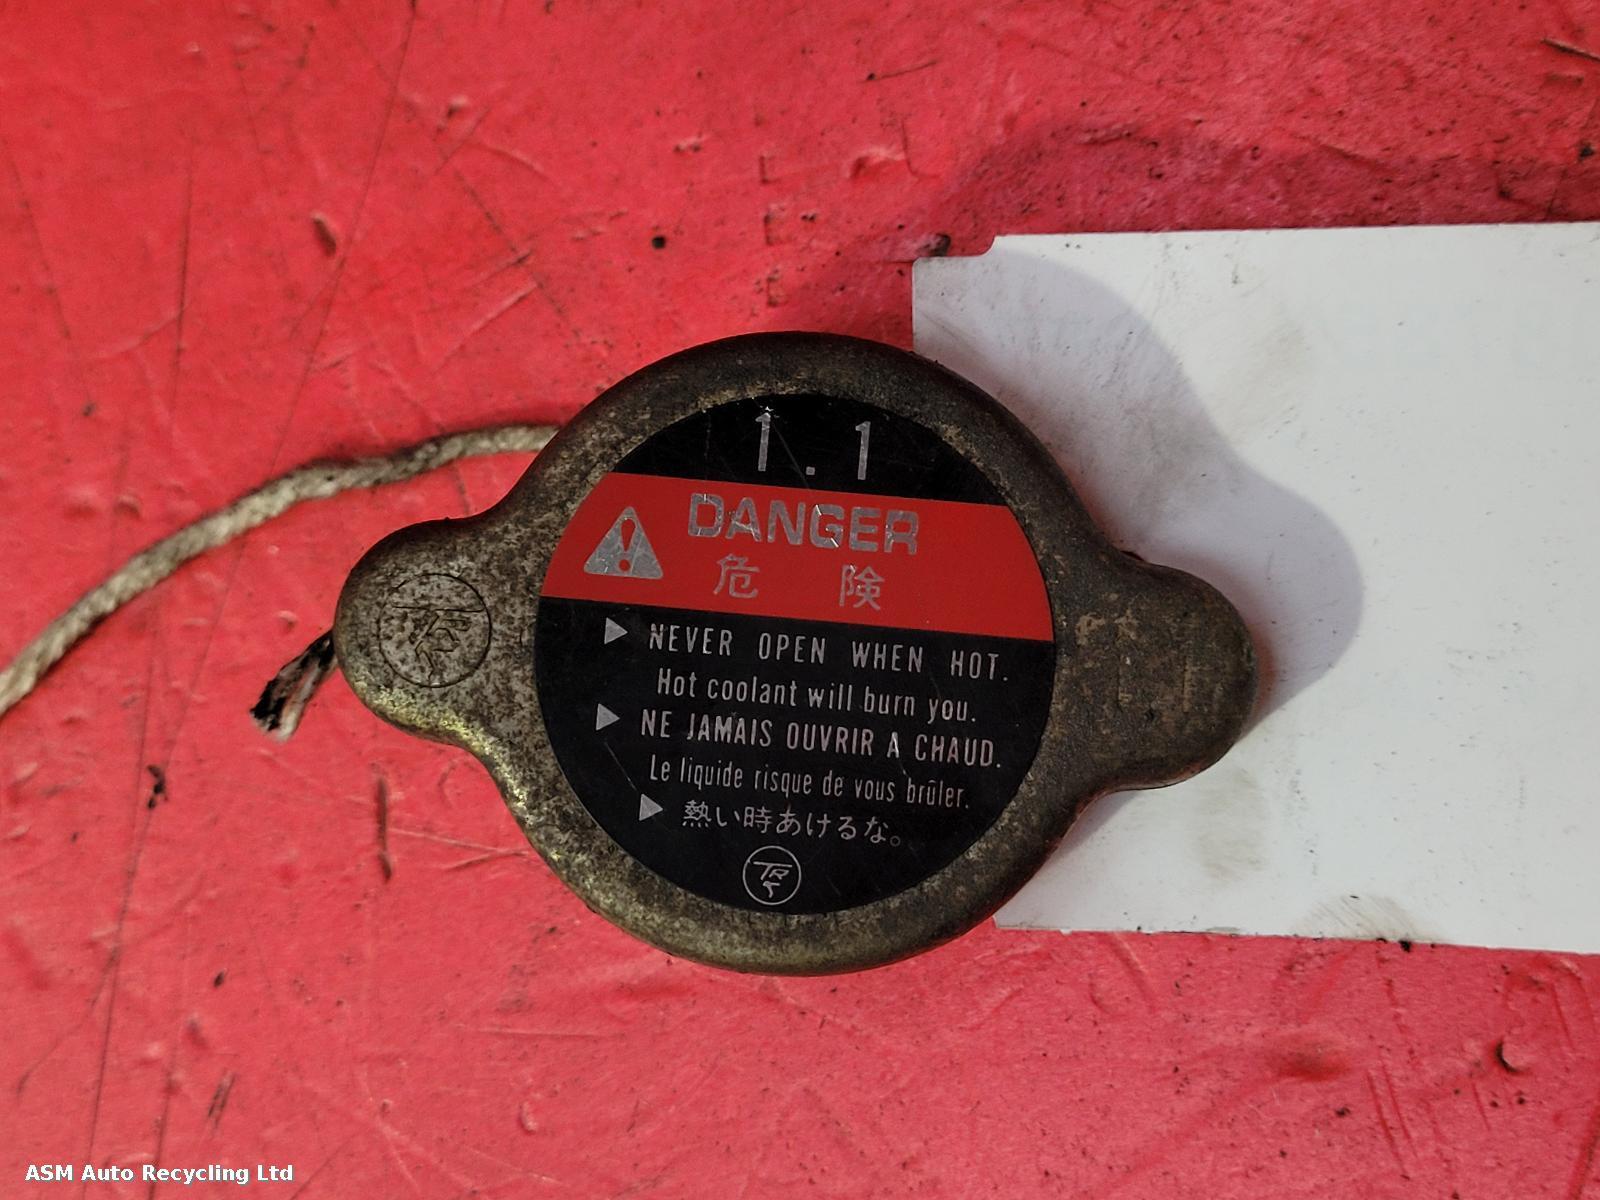 1.1
DANGER
危 険
NEVER OPEN WHEN HOT.
Hot coolant will burn you.
NE JAMAIS OUVRIR A CHAUD.
Le liquide risque de vous brûler.
熱い時あけるな。
TR
ASM Auto Recycling Ltd